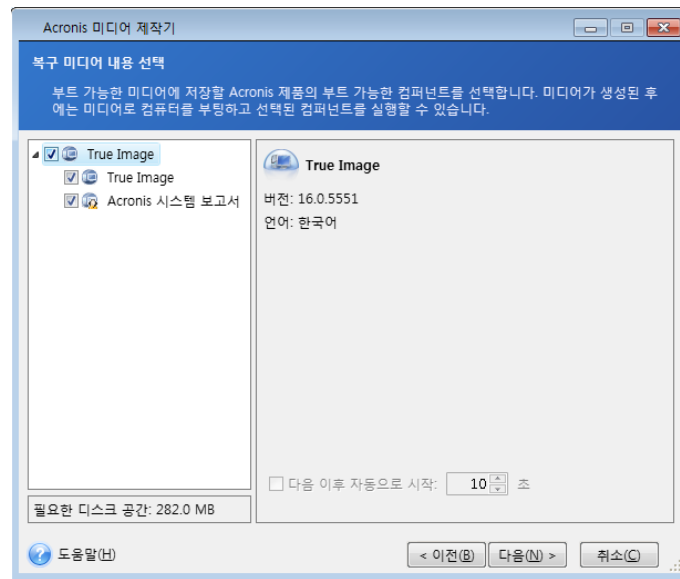 Acronis 미디어 제작기
복구 미디어 내용 선택
부트 가능한 미디어에 저장할 Acronis 제품의 부트 가능한 컴퍼넌트를 선택합니다. 미디어가 생성된 후
에는 미디어로 컴퓨터를 부팅하고 선택된 컴퍼넌트를 실행할 수 있습니다.
True Image
True Image
Acronis 시스템 보고서
필요한 디스크 공간: 282.0 MB
True Image
버전: 16.0.5551
언어: 한국어
다음 이후 자동으로 시작: 10 초
도움말(H)
< 이전(B) 다음(N) > 취소(C)